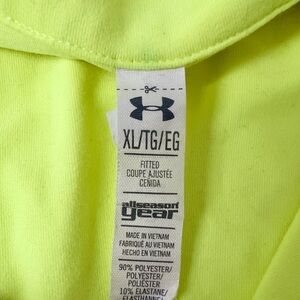 XL/TG/EG
FITTED
COUPE AJUSTÉE
CEÑIDA
allseason
gear
MADE IN VIETNAM
FABRIQUÉ AU VIETNAM
HECHO EN VIETNAM
90% POLYESTER/
POLYESTER/
POLIÉSTER
10% ELASTANE/
ÉLASTHANNE/